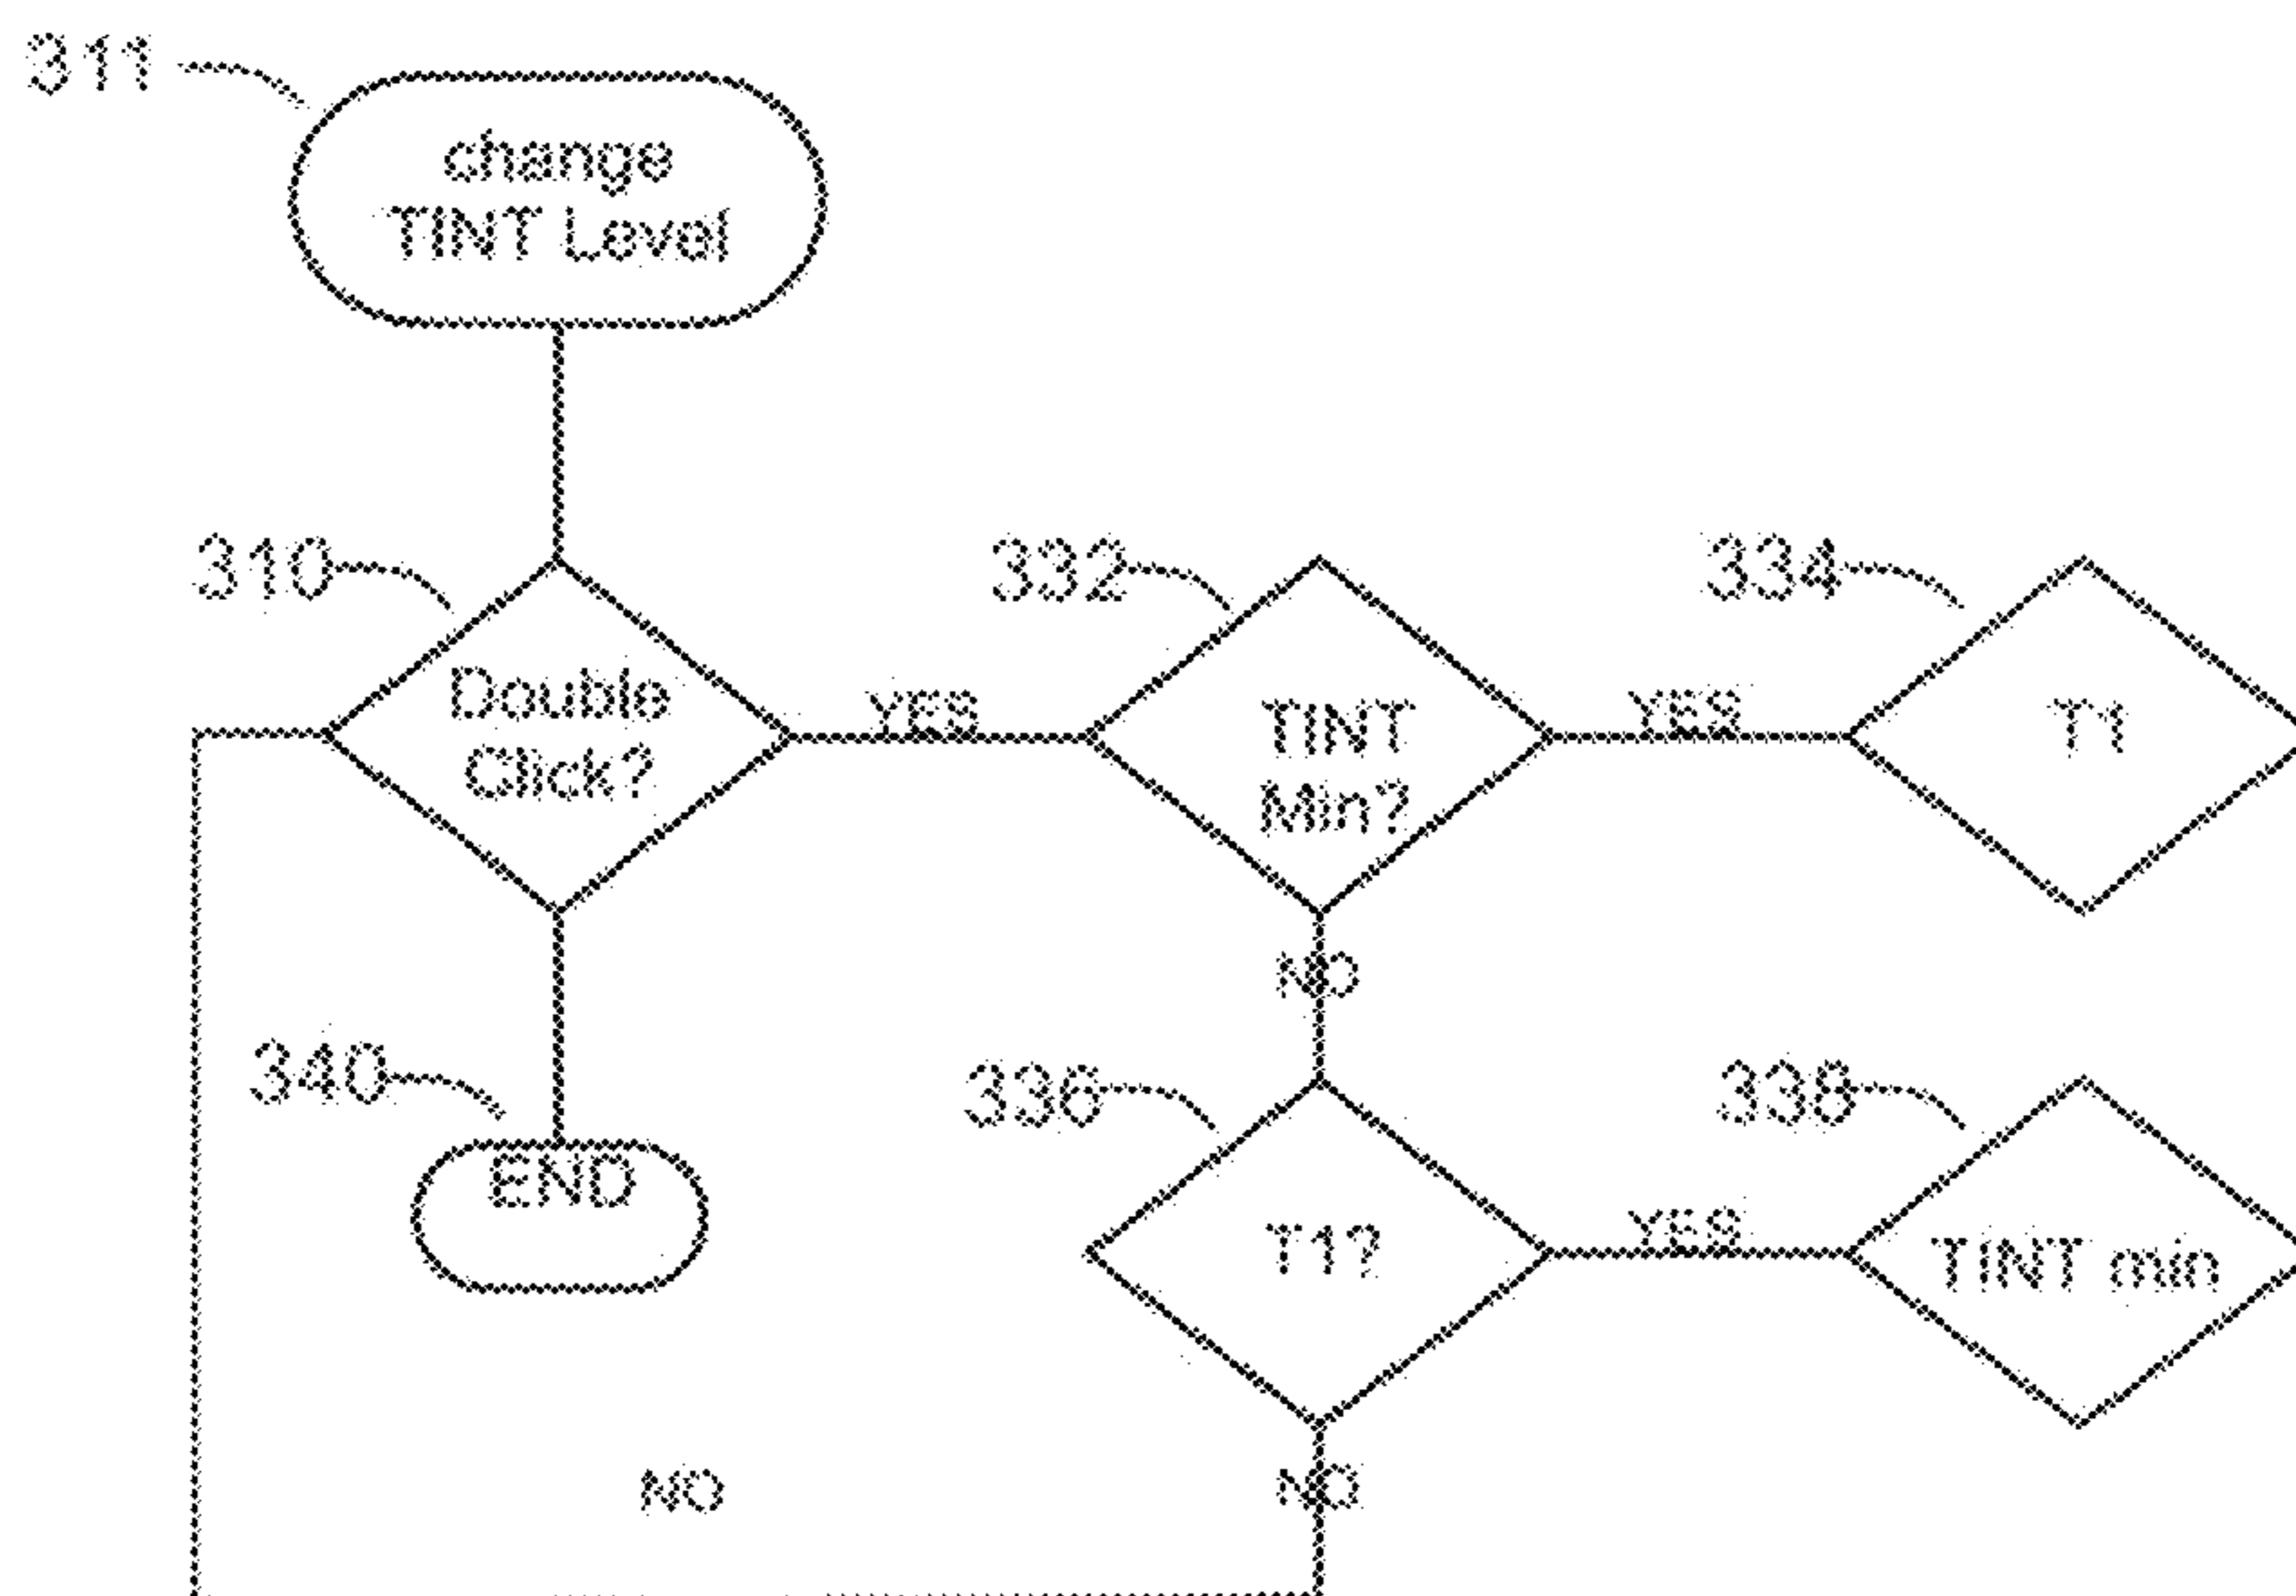 311
change
TINT Level
310
332
334
Double
Click?
YES
TINT
Min?
YES
T1
NO
340
336
338
END
T1?
YES
TINT min
NO
NO